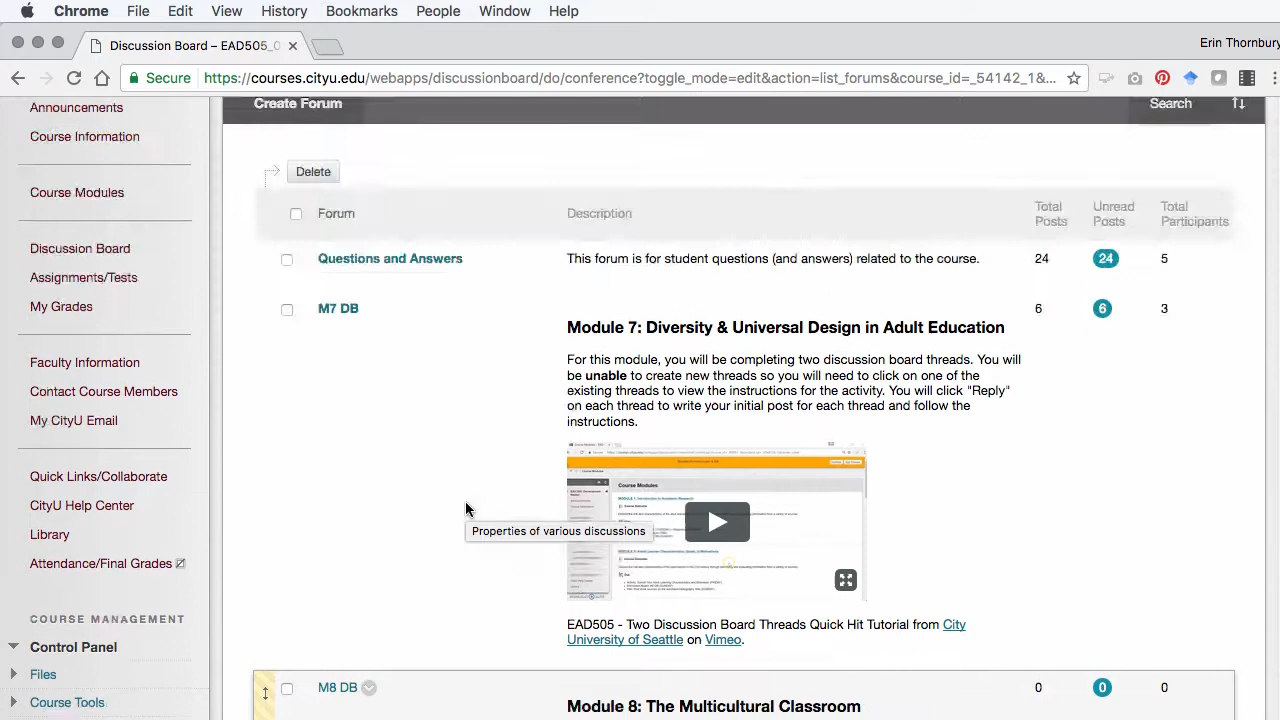 Chrome File Edit View History Bookmarks People Window Help
Discussion Board – EAD505_O
Erin Thornbury
Secure https://courses.cityu.edu/webapps/discussionboard/do/conference?toggle_mode=edit&action=list_forums&course_id=_54142_1&...
Create Forum
Search
Announcements
Course Information
Course Modules
Discussion Board
Assignments/Tests
My Grades
Faculty Information
Contact Course Members
My CityU Email
Quick Links/Collaborate
CityU Help Center
Grades
COURSE MANAGEMENT
Control Panel
Files
Course Tools
Delete
Forum Description Total Posts Unread Posts Total Participants
Questions and Answers This forum is for student questions (and answers) related to the course. 24 24 5
M7 DB 6 6 3
Module 7: Diversity & Universal Design in Adult Education
For this module, you will be completing two discussion board threads. You will
be unable to create new threads so you will need to click on one of the
existing threads to view the instructions for the activity. You will click "Reply"
on each thread to write your initial post for each thread and follow the
instructions.
Course Modules
Properties of various discussions
EAD505 - Two Discussion Board Threads Quick Hit Tutorial from City
University of Seattle on Vimeo.
M8 DB 0 0 0
Module 8: The Multicultural Classroom